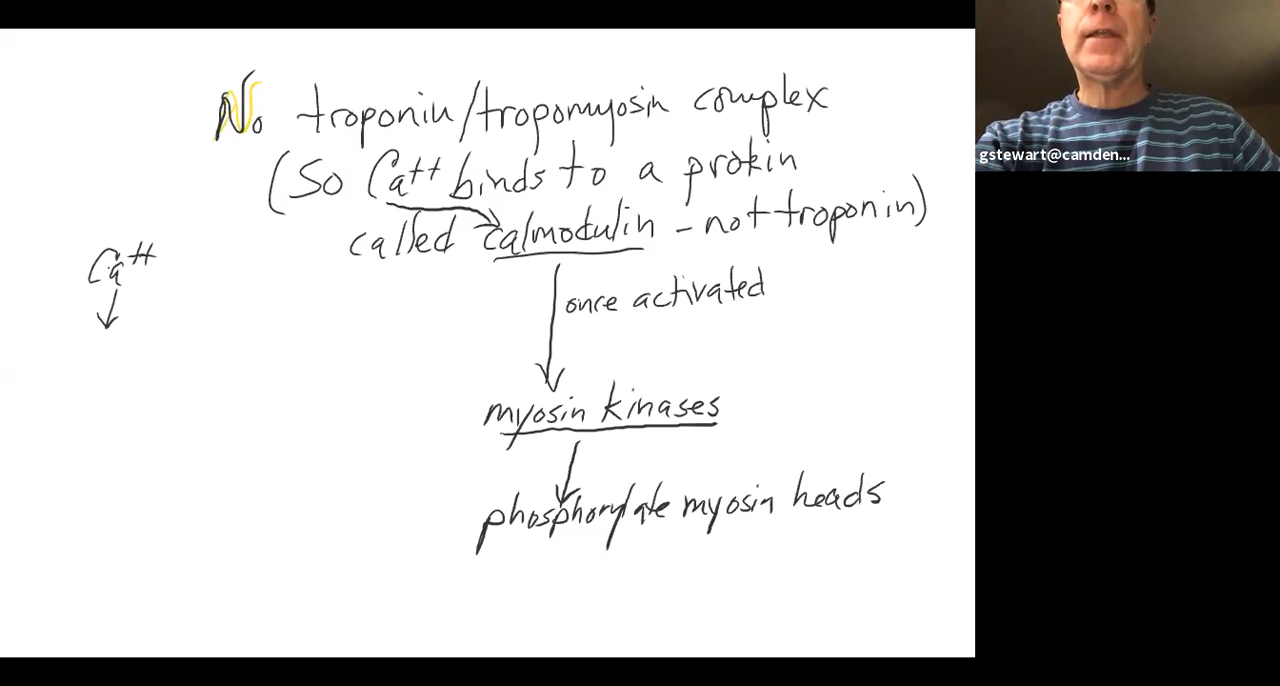 No troponin/tropomyosin complex
(So Ca++ binds to a protein
called calmodulin - not troponin)
Ca++
once activated
myosin kinases
phosphorylate myosin heads
gstewart@camden...